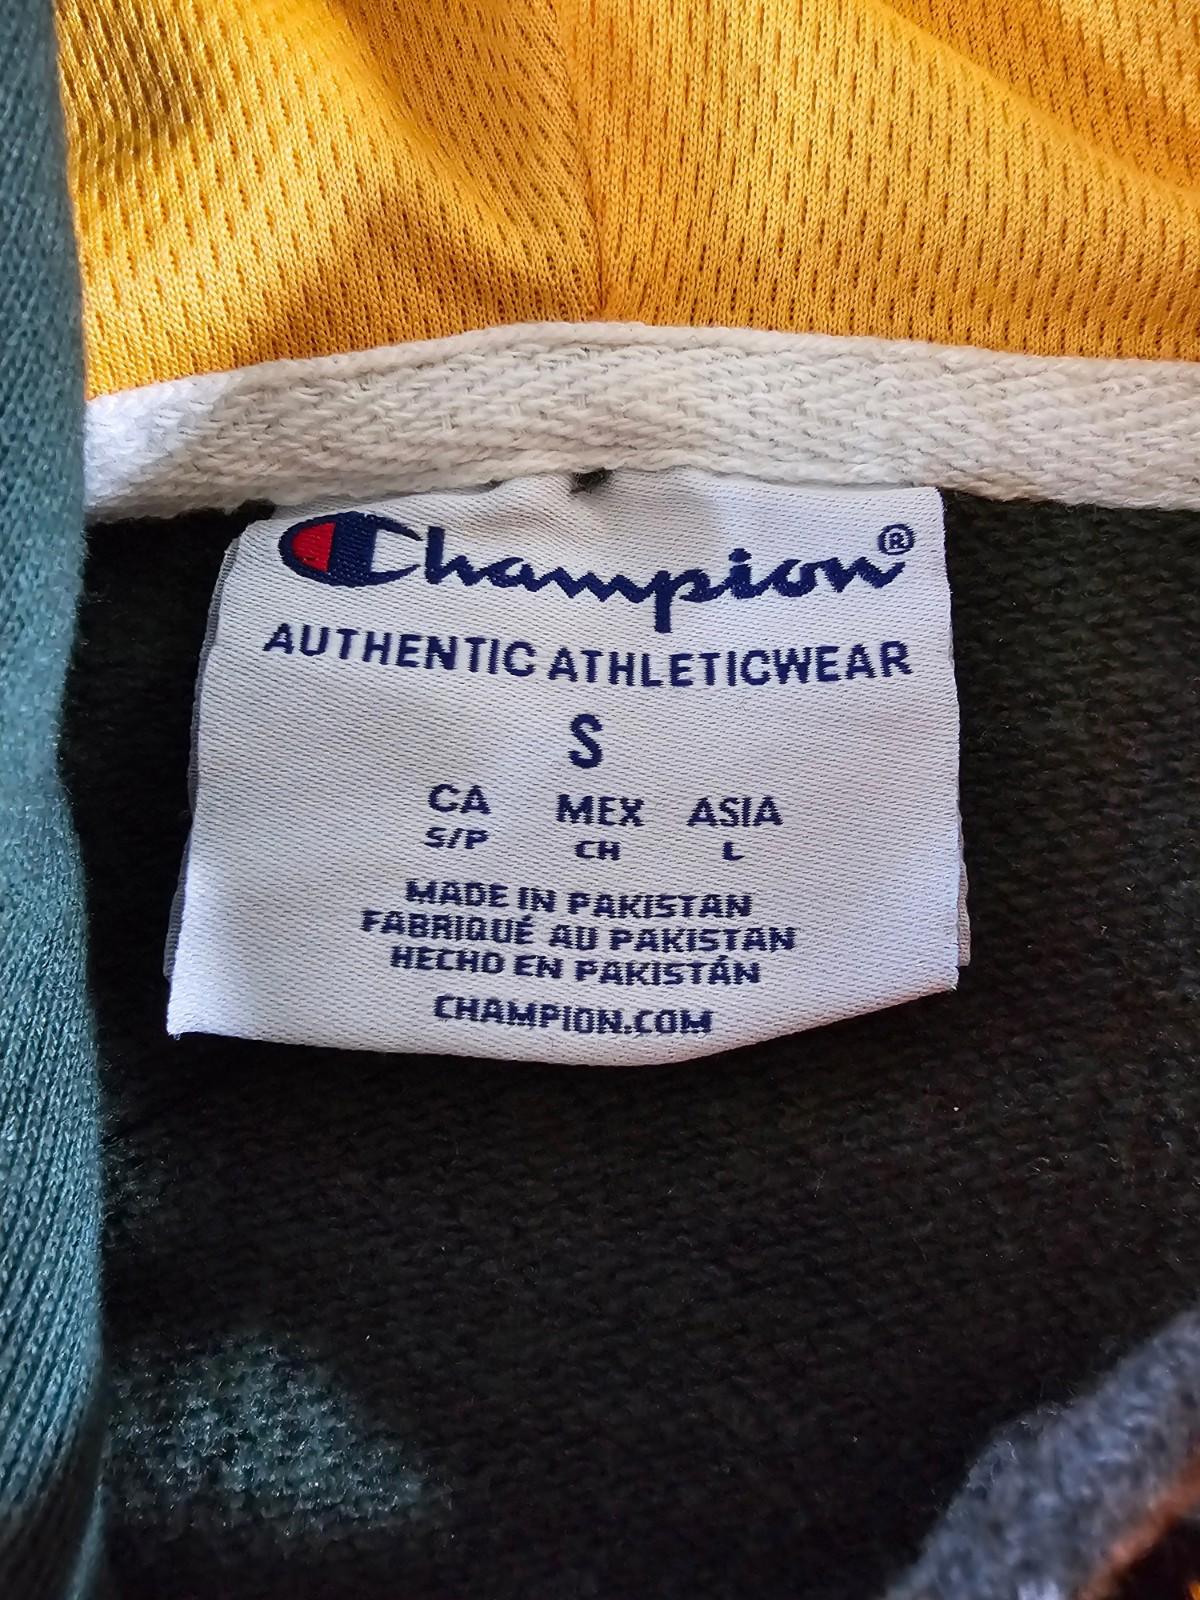 Champion®
AUTHENTIC ATHLETICWEAR
S
CA MEX ASIA
S/P CH L
MADE IN PAKISTAN
FABRIQUÉ AU PAKISTAN
HECHO EN PAKISTÁN
CHAMPION.COM